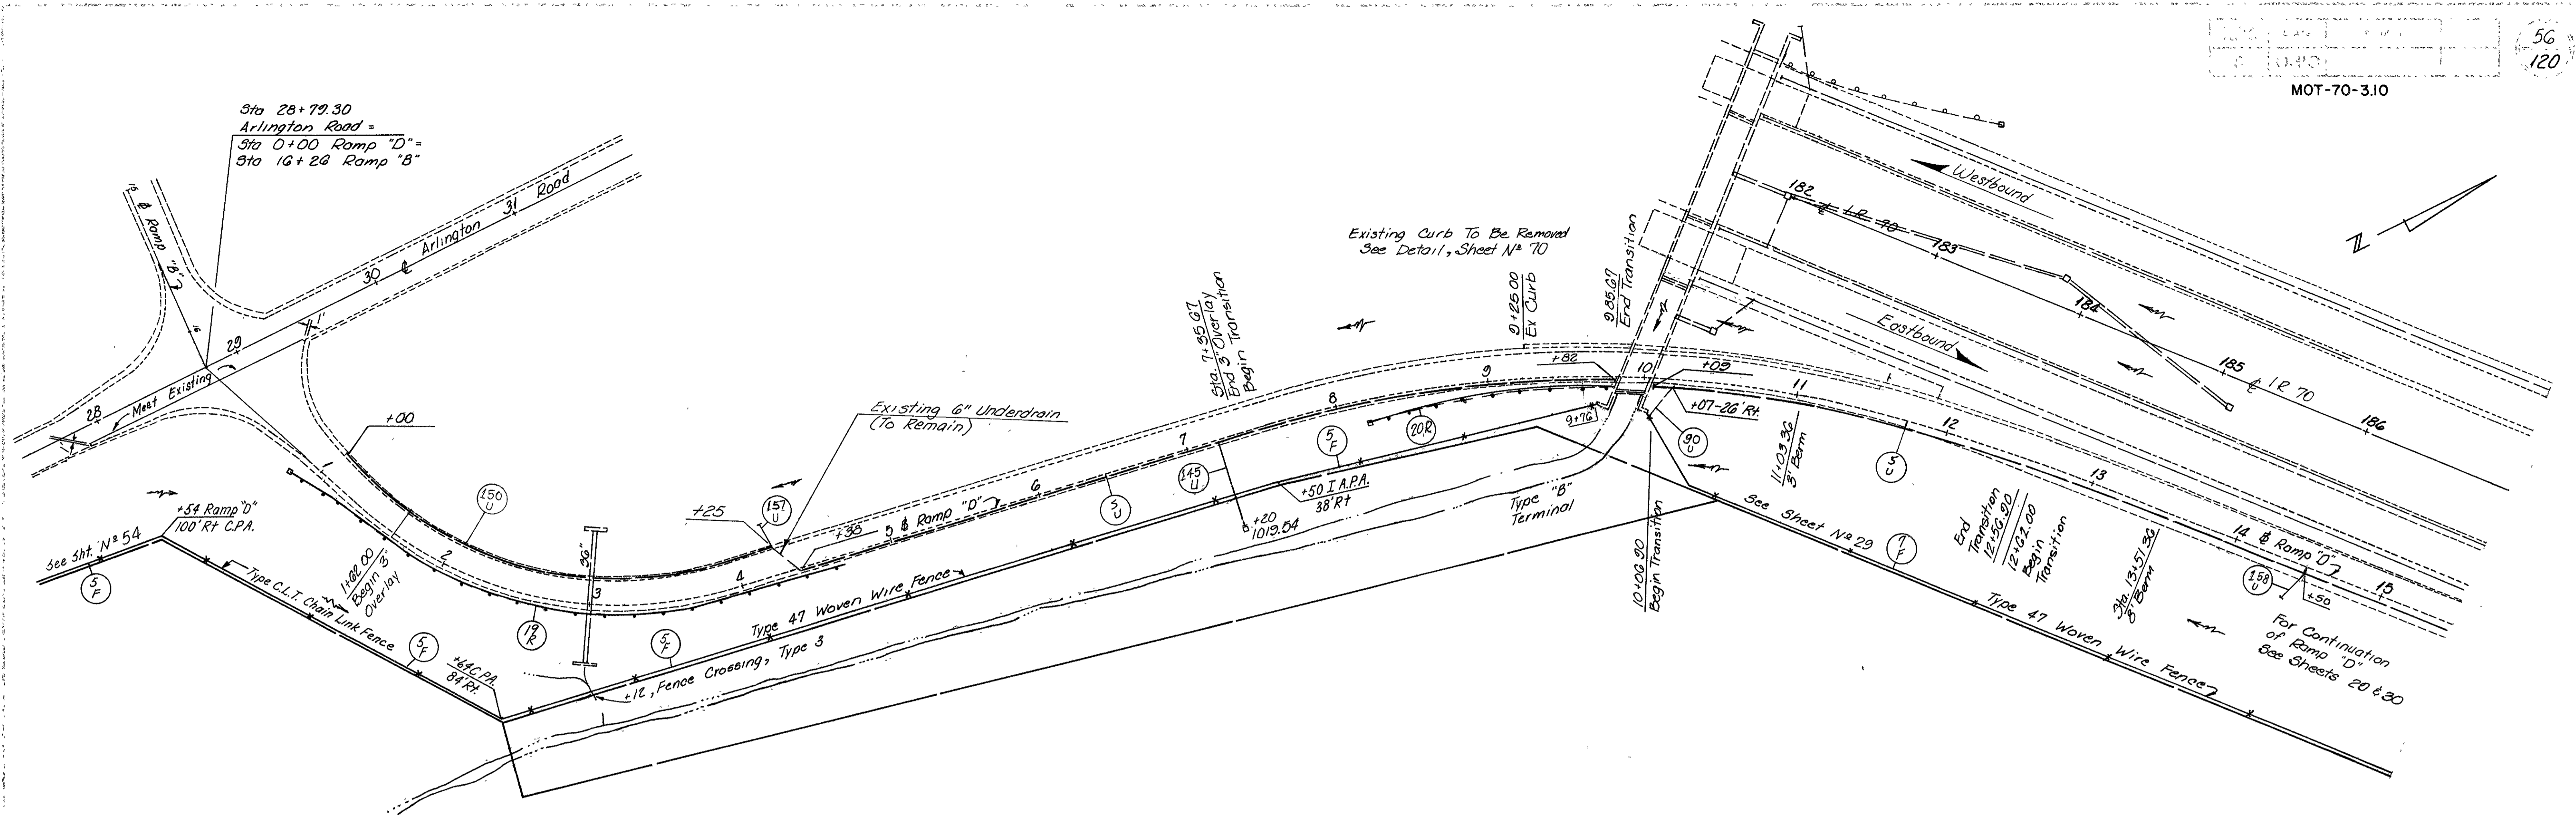 56
120
MOT-70-3.10
Sta 28+79.30
Arlington Road =
Sta 0+00 Ramp "D"=
Sta 16+26 Ramp "B"
15
℄ Ramp "B"
16
28
29
30
31
℄ Arlington Road
Meet Existing
1'
+00
1
2
3
4
5
6
7
8
9
10
11
12
13
14
15
℄ Ramp "D"
℄ Ramp "D"
+54 Ramp "D"
100' Rt C.P.A.
See Sht. Nº 54
5
F
Type C.L.T. Chain Link Fence
5
F
+64 C.P.A.
84' Rt.
1+62.00
Begin 3"
Overlay
150
U
19
R
36"
5
F
+12, Fence Crossing, Type 3
Type 47 Woven Wire Fence
+25
157
U
+38
Existing 6" Underdrain
(To Remain)
5
U
145
U
+20
1019.54
+50 I.A.P.A.
38' Rt
5
F
20R
Sta. 7+35.67
End 3" Overlay
Begin Transition
Existing Curb To Be Removed
See Detail, Sheet Nº 70
9+25.00
Ex Curb
9+85.67
End Transition
+82
+09
9+76
+07-26' Rt.
90
U
Type "B"
Terminal
10+06.90
Begin Transition
11+03.36
3' Berm
5
U
See Sheet Nº 29
7
F
Type 47 Woven Wire Fence
End
Transition
12+56.90
12+62.00
Begin
Transition
Sta. 13+51.36
8' Berm
158
U
+50
For Continuation
of Ramp "D"
See Sheets 20 & 30
Westbound
Eastbound
182
℄ I R 70
183
184
185
℄ I R 70
186
1
N